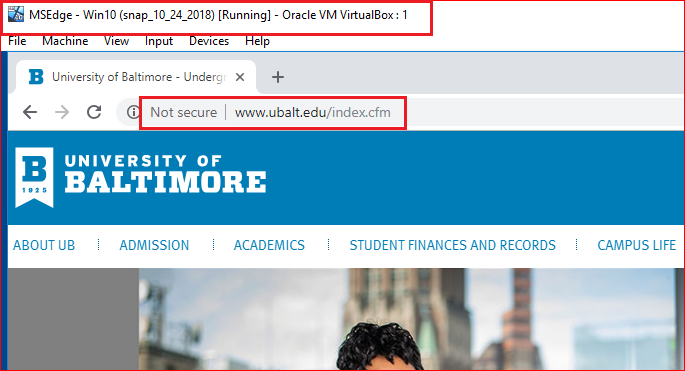 MSEdge - Win10 (snap_10_24_2018) [Running] - Oracle VM VirtualBox : 1
File Machine View Input Devices Help
B University of Baltimore - Underg
Not secure | www.ubalt.edu/index.cfm
B 1925 UNIVERSITY OF
BALTIMORE
ABOUT UB ADMISSION ACADEMICS STUDENT FINANCES AND RECORDS CAMPUS LIFE